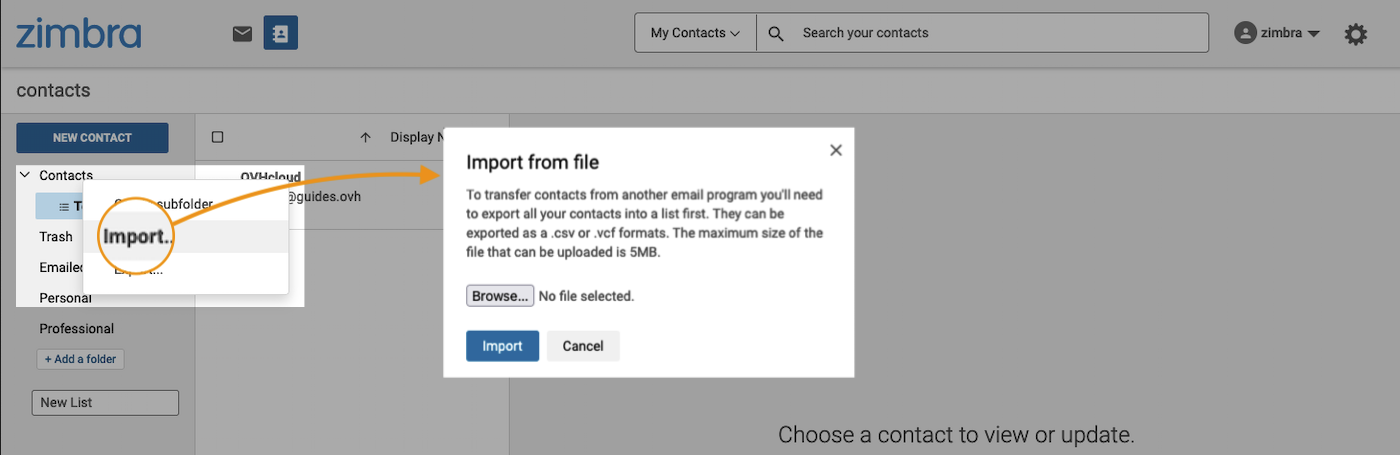 zimbra
My Contacts
Search your contacts
zimbra
contacts
NEW CONTACT
Display
Contacts
OVHcloud
@guides.ovh
subfolder
Import..
Trash
Personal
Professional
+ Add a folder
New List
Import from file
To transfer contacts from another email program you'll need
to export all your contacts into a list first. They can be
exported as a .csv or .vcf formats. The maximum size of the
file that can be uploaded is 5MB.
Browse... No file selected.
Import Cancel
Choose a contact to view or update.